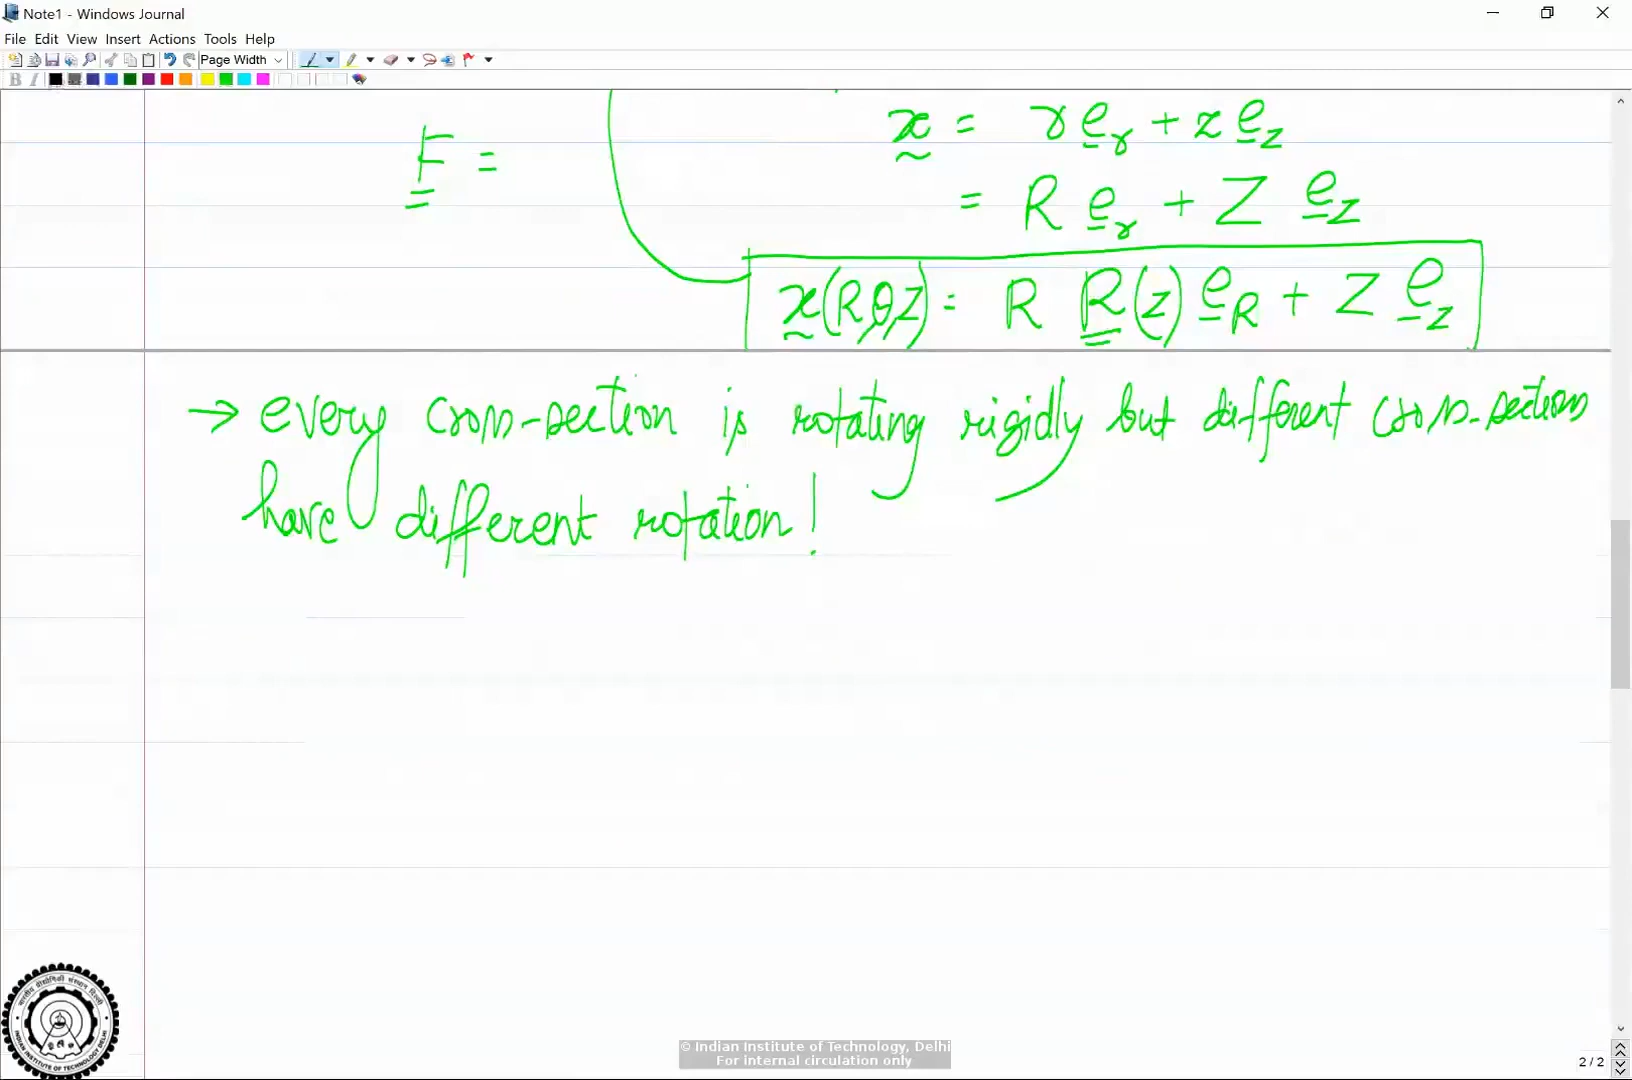 Note1 - Windows Journal
File Edit View Insert Actions Tools Help
Page Width
B I
x = r e_r + z e_z
F =
= R e_r + Z e_z
x(R,θ,Z) = R R(z) e_R + Z e_z
→ every cross-section is rotating rigidly but different cross-sections
have different rotation!
© Indian Institute of Technology, Delhi
For internal circulation only
2 / 2